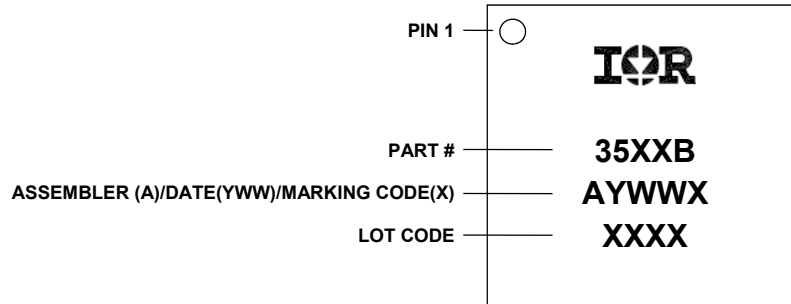 PIN 1
IOR
PART # 35XXB
ASSEMBLER (A)/DATE(YWW)/MARKING CODE(X) AYWWX
LOT CODE XXXX